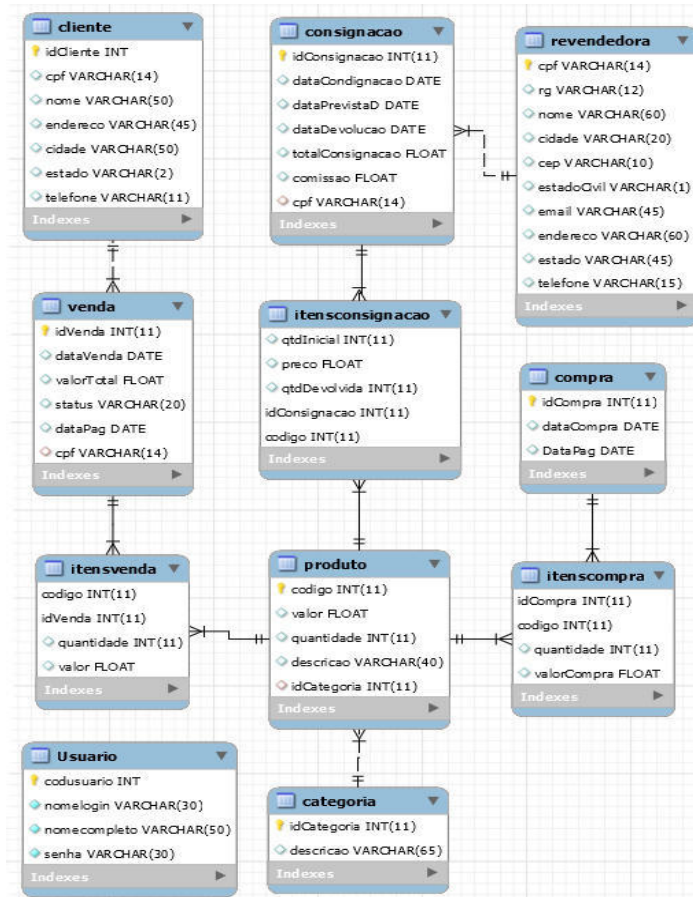 cliente
idCliente INT
cpf VARCHAR(14)
nome VARCHAR(50)
endereco VARCHAR(45)
cidade VARCHAR(50)
estado VARCHAR(2)
telefone VARCHAR(11)
Indexes
consignacao
idConsignacao INT(11)
dataCondignacao DATE
dataPrevistaD DATE
dataDevolucao DATE
totalConsignacao FLOAT
comissao FLOAT
cpf VARCHAR(14)
Indexes
revendedora
cpf VARCHAR(14)
rg VARCHAR(12)
nome VARCHAR(60)
cidade VARCHAR(20)
cep VARCHAR(10)
estadoCivil VARCHAR(1)
email VARCHAR(45)
endereco VARCHAR(60)
estado VARCHAR(45)
telefone VARCHAR(15)
Indexes
venda
idVenda INT(11)
dataVenda DATE
valorTotal FLOAT
status VARCHAR(20)
dataPag DATE
cpf VARCHAR(14)
Indexes
itensconsignacao
qtdInicial INT(11)
preco FLOAT
qtdDevolvida INT(11)
idConsignacao INT(11)
codigo INT(11)
Indexes
compra
idCompra INT(11)
dataCompra DATE
DataPag DATE
Indexes
itensvenda
codigo INT(11)
idVenda INT(11)
quantidade INT(11)
valor FLOAT
Indexes
produto
codigo INT(11)
valor FLOAT
quantidade INT(11)
descricao VARCHAR(40)
idCategoria INT(11)
Indexes
itenscompra
idCompra INT(11)
codigo INT(11)
quantidade INT(11)
valorCompra FLOAT
Indexes
Usuario
codusuario INT
nomelogin VARCHAR(30)
nomecompleto VARCHAR(50)
senha VARCHAR(30)
Indexes
categoria
idCategoria INT(11)
descricao VARCHAR(65)
Indexes